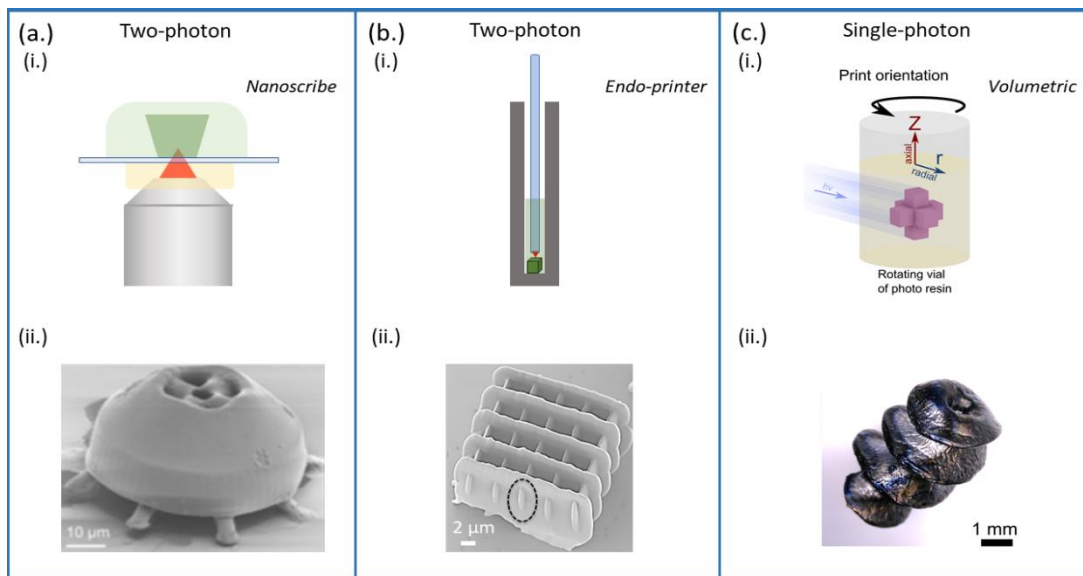 (a.)
Two-photon
(i.)
Nanoscribe
(ii.)
10 μm
(b.)
Two-photon
(i.)
Endo-printer
(ii.)
2 μm
(c.)
Single-photon
(i.)
Print orientation
Volumetric
Z
axial
r
radial
hv
Rotating vial
of photo resin
(ii.)
1 mm